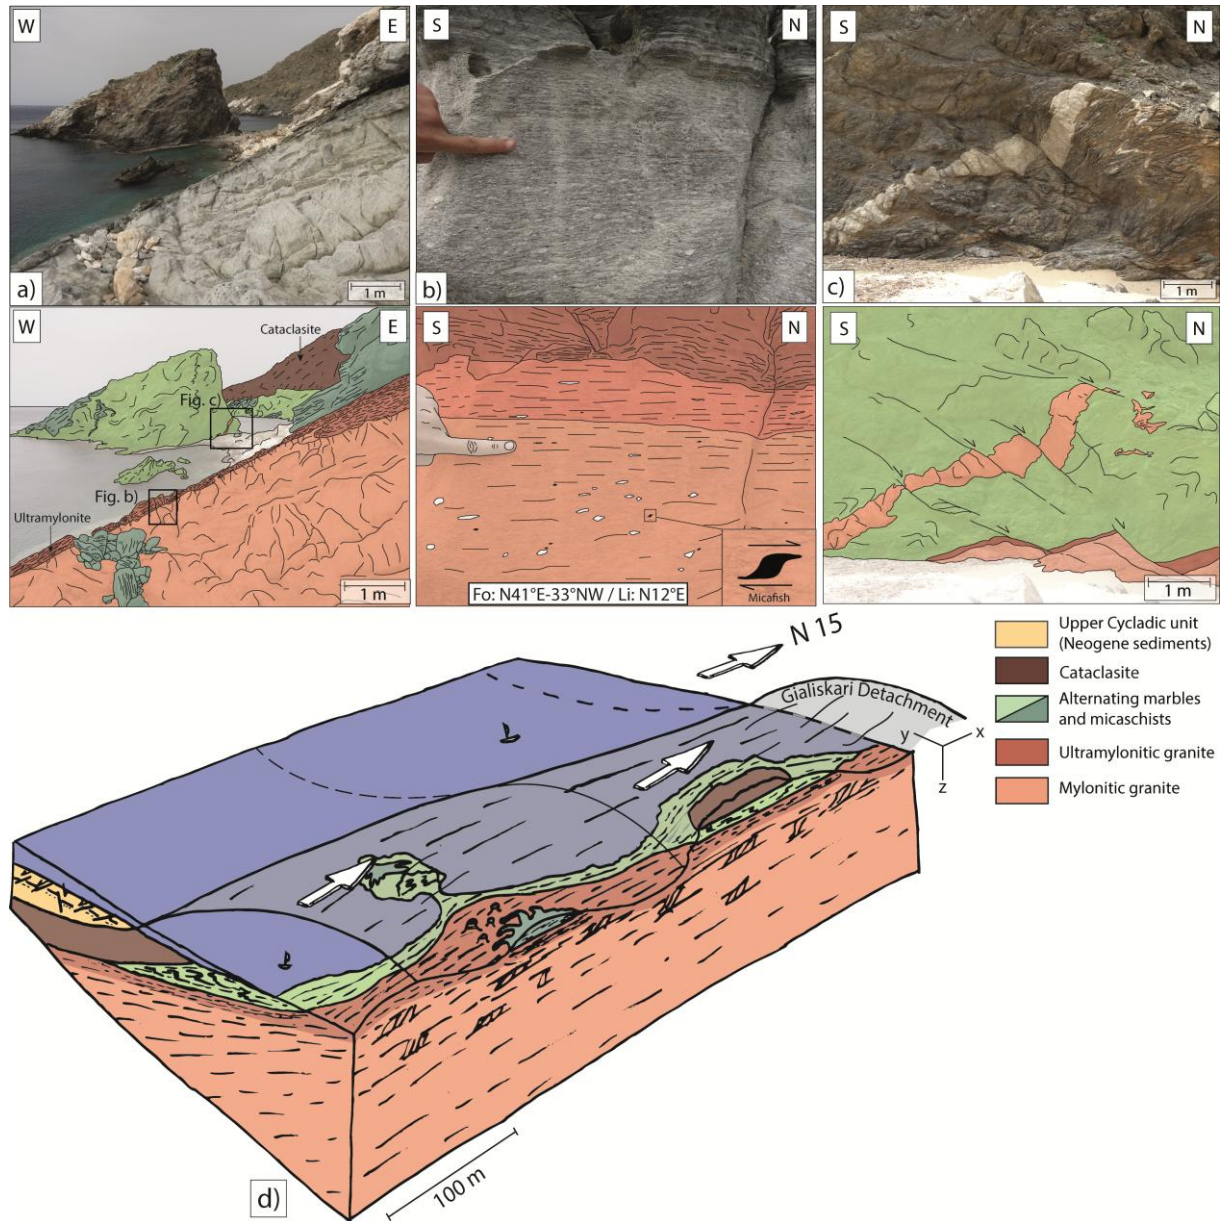 W
E
a)
1 m
S
N
b)
S
N
c)
1 m
W
E
Cataclasite
Fig. c)
Fig. b)
Ultramylonite
1 m
S
N
Micafish
Fo: N41°E-33°NW / Li: N12°E
S
N
1 m
N 15
Gialiskari Detachment
x
y
z
Upper Cycladic unit
(Neogene sediments)
Cataclasite
Alternating marbles
and micaschists
Ultramylonitic granite
Mylonitic granite
100 m
d)